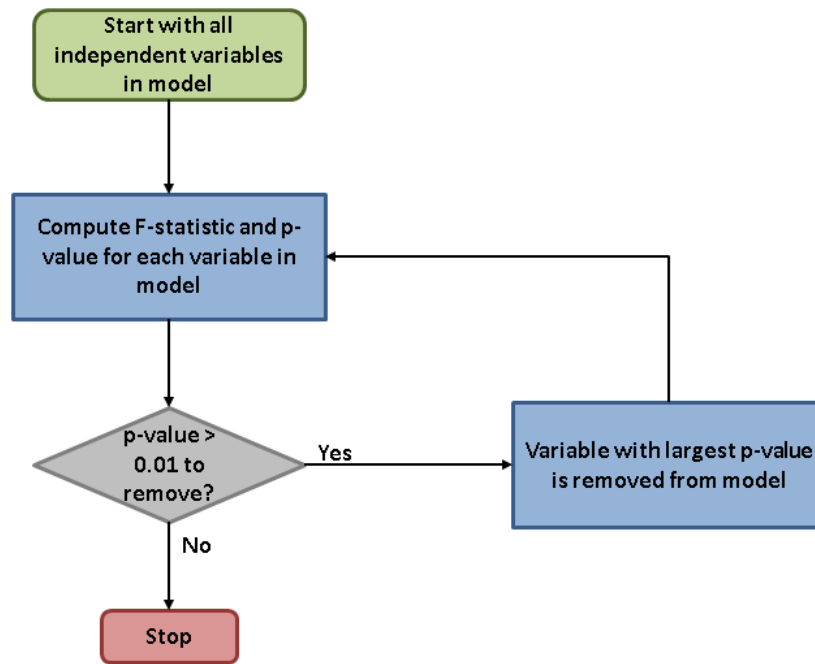 Start with all
independent variables
in model
Compute F-statistic and p-
value for each variable in
model
p-value >
0.01 to
remove?
Yes
Variable with largest p-value
is removed from model
No
Stop